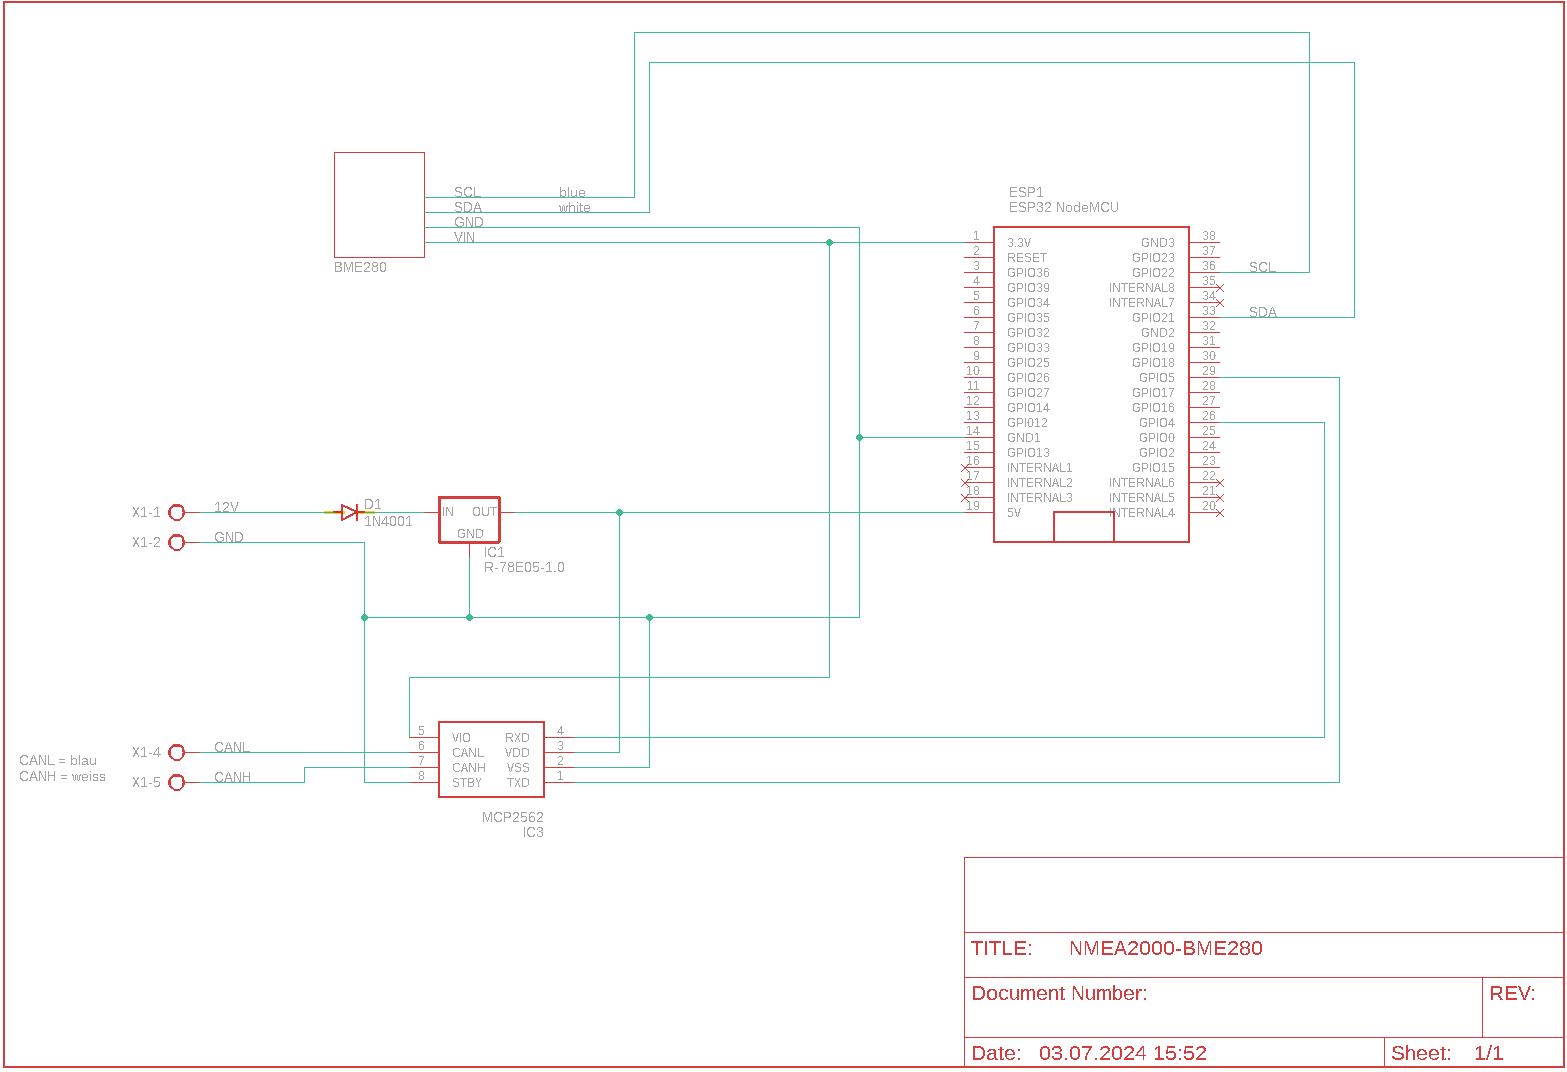 SCL blue
SDA white
GND
VIN
BME280
ESP1
ESP32 NodeMCU
1 3.3V GND3 38
2 RESET GPIO23 37
3 GPIO36 GPIO22 36 SCL
4 GPIO39 INTERNAL8 35
5 GPIO34 INTERNAL7 34
6 GPIO35 GPIO21 33 SDA
7 GPIO32 GND2 32
8 GPIO33 GPIO19 31
9 GPIO25 GPIO18 30
10 GPIO26 GPIO5 29
11 GPIO27 GPIO17 28
12 GPIO14 GPIO16 27
13 GPI012 GPIO4 26
14 GND1 GPIO0 25
15 GPIO13 GPIO2 24
16 INTERNAL1 GPIO15 23
17 INTERNAL2 INTERNAL6 22
18 INTERNAL3 INTERNAL5 21
19 5V INTERNAL4 20
X1-1 12V
D1
1N4001
IN OUT
GND
IC1
R-78E05-1.0
X1-2 GND
5 VIO RXD 4
X1-4 CANL 6 CANL VDD 3
CANL = blau
CANH = weiss
7 CANH VSS 2
X1-5 CANH 8 STBY TXD 1
MCP2562
IC3
TITLE: NMEA2000-BME280
Document Number: REV:
Date: 03.07.2024 15:52 Sheet: 1/1